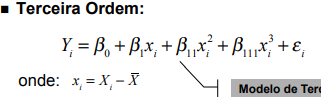 ▪ Terceira Ordem:
Yᵢ = β₀ + β₁xᵢ + β₁₁xᵢ² + β₁₁₁xᵢ³ + εᵢ
onde: xᵢ = Xᵢ − X̅
Modelo de Terc